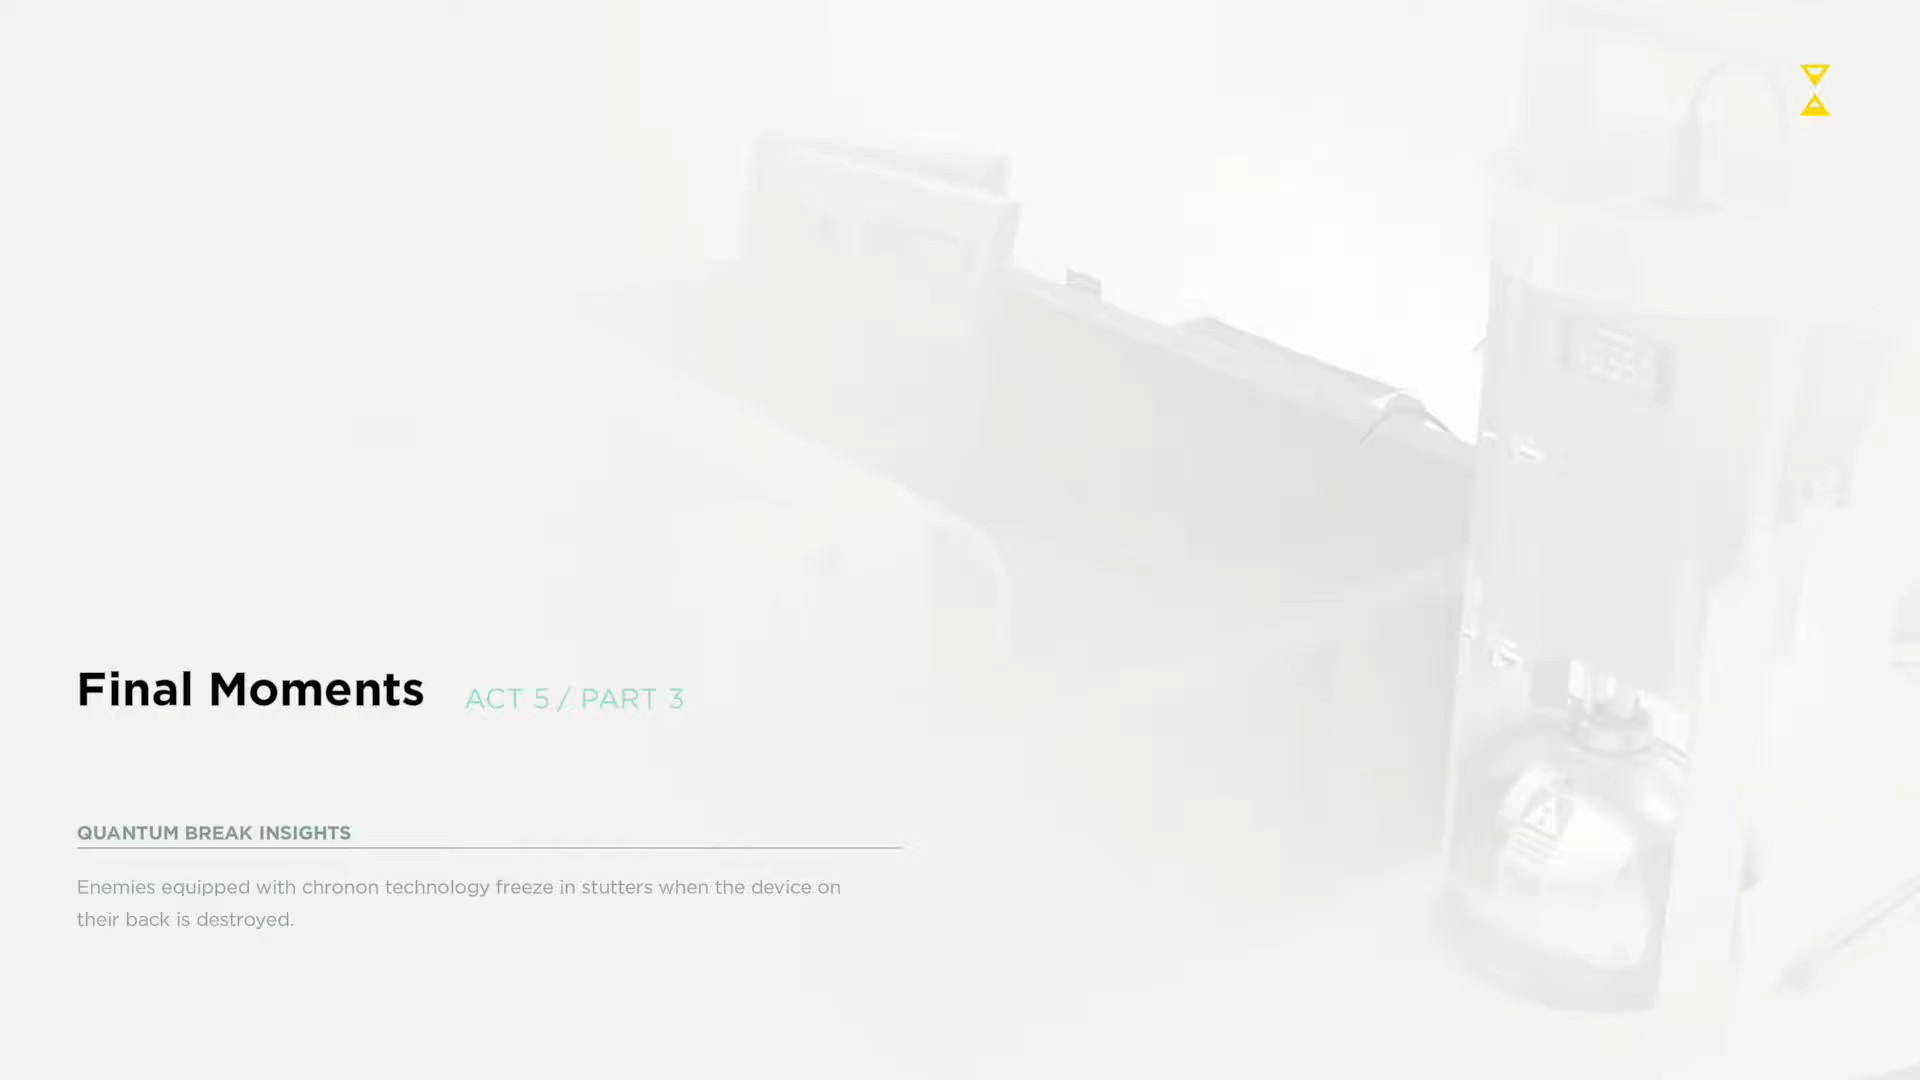 Final Moments ACT 5 / PART 3
QUANTUM BREAK INSIGHTS
Enemies equipped with chronon technology freeze in stutters when the device on
their back is destroyed.